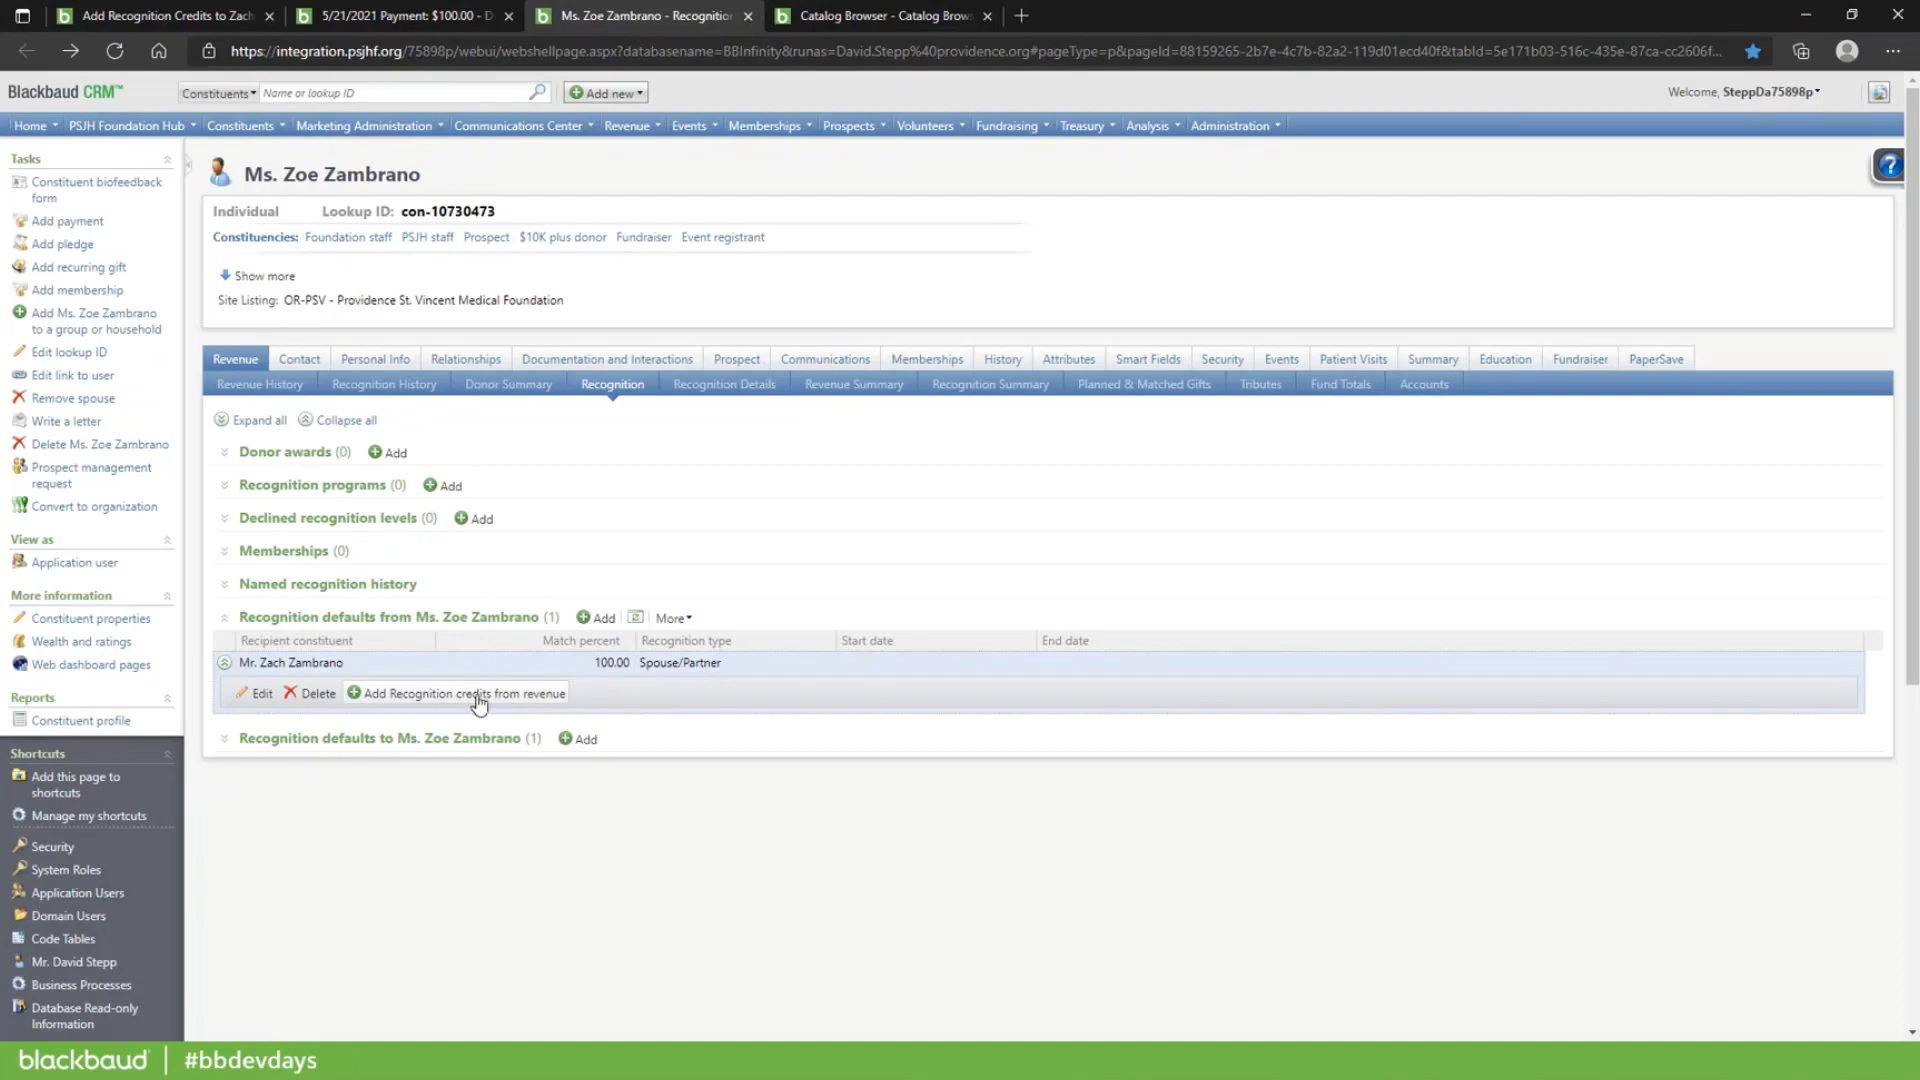 Add Recognition Credits to Zach
5/21/2021 Payment: $100.00 - D
Ms. Zoe Zambrano - Recognition
Catalog Browser - Catalog Brow
https://integration.psjhf.org/75898p/webui/webshellpage.aspx?databasename=BBInfinity&runas=David.Stepp%40providence.org#pageType=p&pageId=88159265-2b7e-4c7b-82a2-119d01ecd40f&tabId=5e171b03-516c-435e-87ca-cc2606f...
Blackbaud CRM™
Constituents
Name or lookup ID
Add new
Welcome, SteppDa75898p
Home PSJH Foundation Hub Constituents Marketing Administration Communications Center Revenue Events Memberships Prospects Volunteers Fundraising Treasury Analysis Administration
Tasks
Constituent biofeedback
form
Add payment
Add pledge
Add recurring gift
Add membership
Add Ms. Zoe Zambrano
to a group or household
Edit lookup ID
Edit link to user
Remove spouse
Write a letter
Delete Ms. Zoe Zambrano
Prospect management
request
Convert to organization
View as
Application user
More information
Constituent properties
Wealth and ratings
Web dashboard pages
Reports
Constituent profile
Shortcuts
Add this page to
shortcuts
Manage my shortcuts
Security
System Roles
Application Users
Domain Users
Code Tables
Mr. David Stepp
Business Processes
Database Read-only
Information
Ms. Zoe Zambrano
?
Individual Lookup ID: con-10730473
Constituencies: Foundation staff PSJH staff Prospect $10K plus donor Fundraiser Event registrant
Show more
Site Listing: OR-PSV - Providence St. Vincent Medical Foundation
Revenue Contact Personal Info Relationships Documentation and Interactions Prospect Communications Memberships History Attributes Smart Fields Security Events Patient Visits Summary Education Fundraiser PaperSave
Revenue History Recognition History Donor Summary Recognition Recognition Details Revenue Summary Recognition Summary Planned & Matched Gifts Tributes Fund Totals Accounts
Expand all Collapse all
Donor awards (0) Add
Recognition programs (0) Add
Declined recognition levels (0) Add
Memberships (0)
Named recognition history
Recognition defaults from Ms. Zoe Zambrano (1) Add More
Recipient constituent Match percent Recognition type Start date End date
Mr. Zach Zambrano 100.00 Spouse/Partner
Edit Delete Add Recognition credits from revenue
Recognition defaults to Ms. Zoe Zambrano (1) Add
blackbaud | #bbdevdays